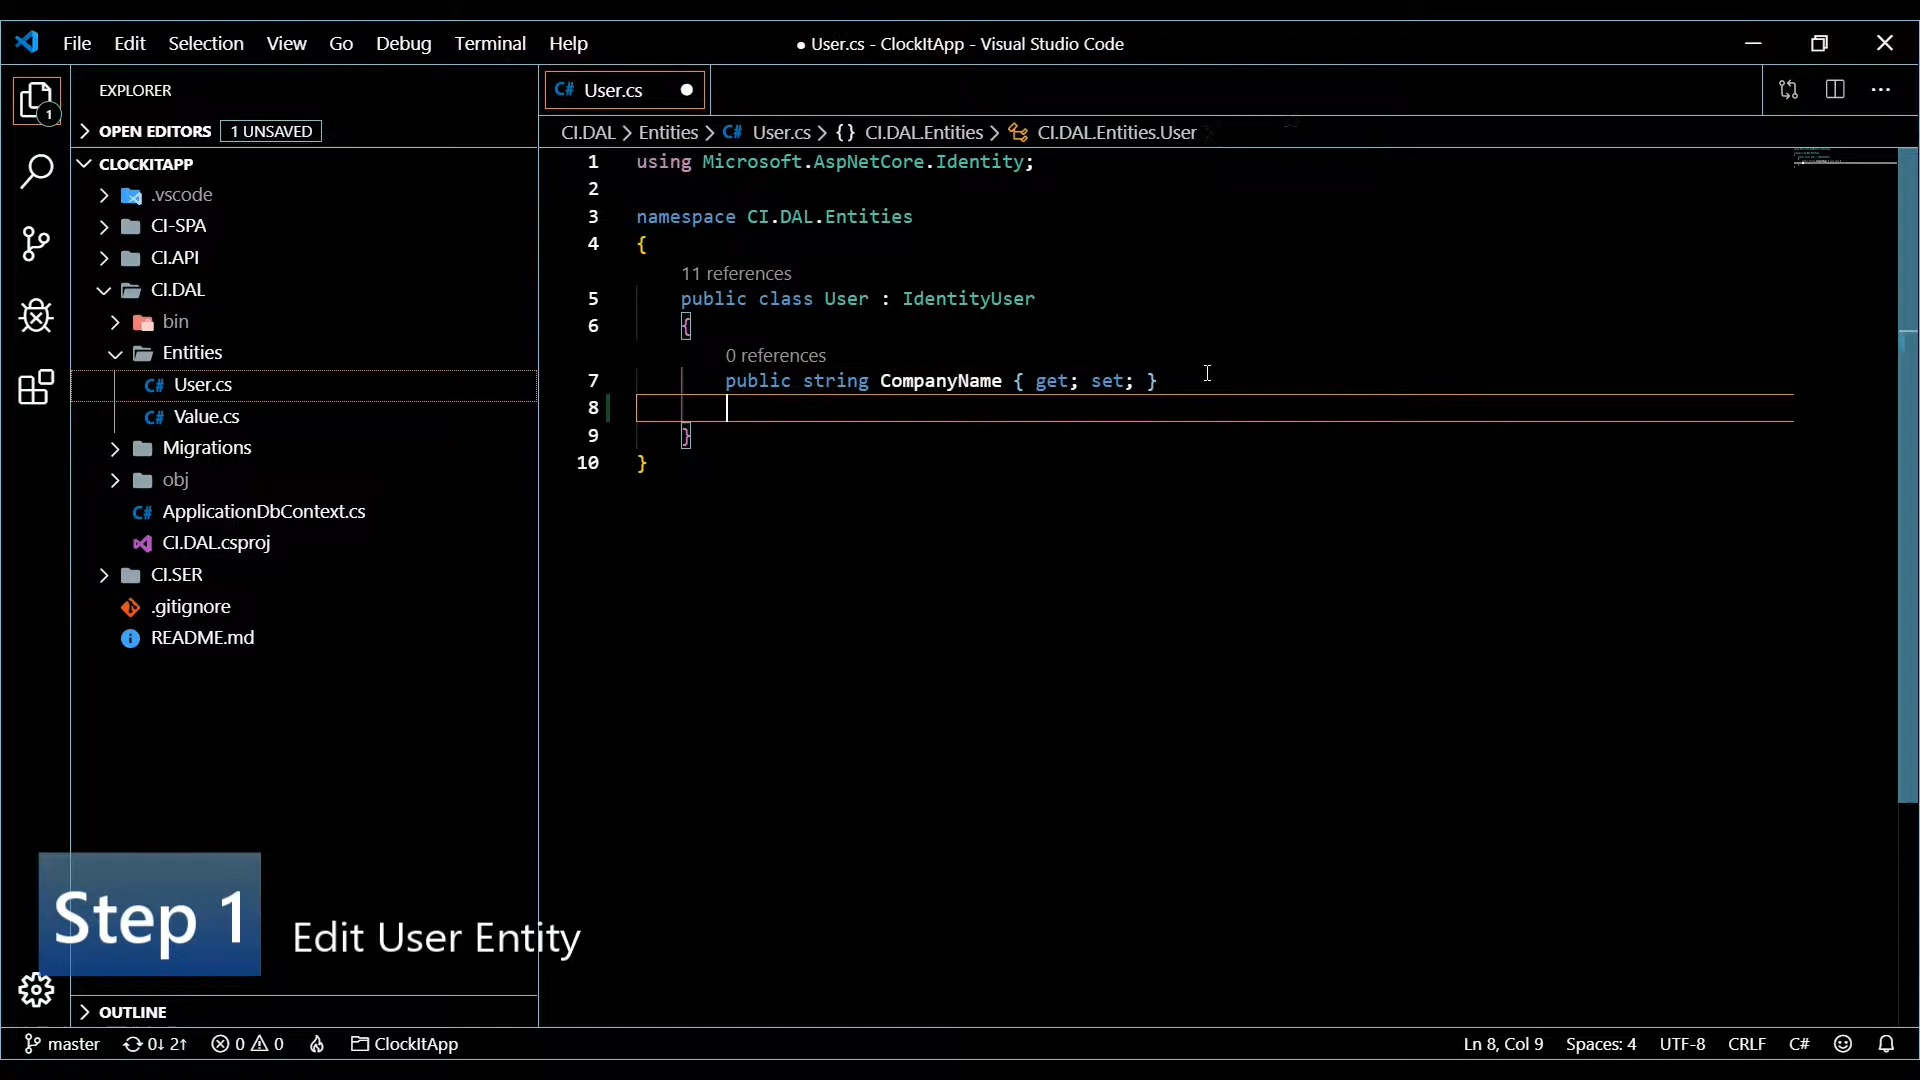 File Edit Selection View Go Debug Terminal Help
● User.cs - ClockItApp - Visual Studio Code
EXPLORER
1
OPEN EDITORS 1 UNSAVED
CLOCKITAPP
.vscode
CI-SPA
CI.API
CI.DAL
bin
Entities
C# User.cs
C# Value.cs
Migrations
obj
C# ApplicationDbContext.cs
CI.DAL.csproj
CI.SER
.gitignore
README.md
OUTLINE
C# User.cs
CI.DAL > Entities > C# User.cs > {} CI.DAL.Entities > CI.DAL.Entities.User
1 using Microsoft.AspNetCore.Identity;
2
3 namespace CI.DAL.Entities
4 {
11 references
5 public class User : IdentityUser
6 {
0 references
7 public string CompanyName { get; set; }
8
9 }
10 }
Step 1 Edit User Entity
master 0↓ 2↑ 0 0 ClockItApp
Ln 8, Col 9 Spaces: 4 UTF-8 CRLF C#